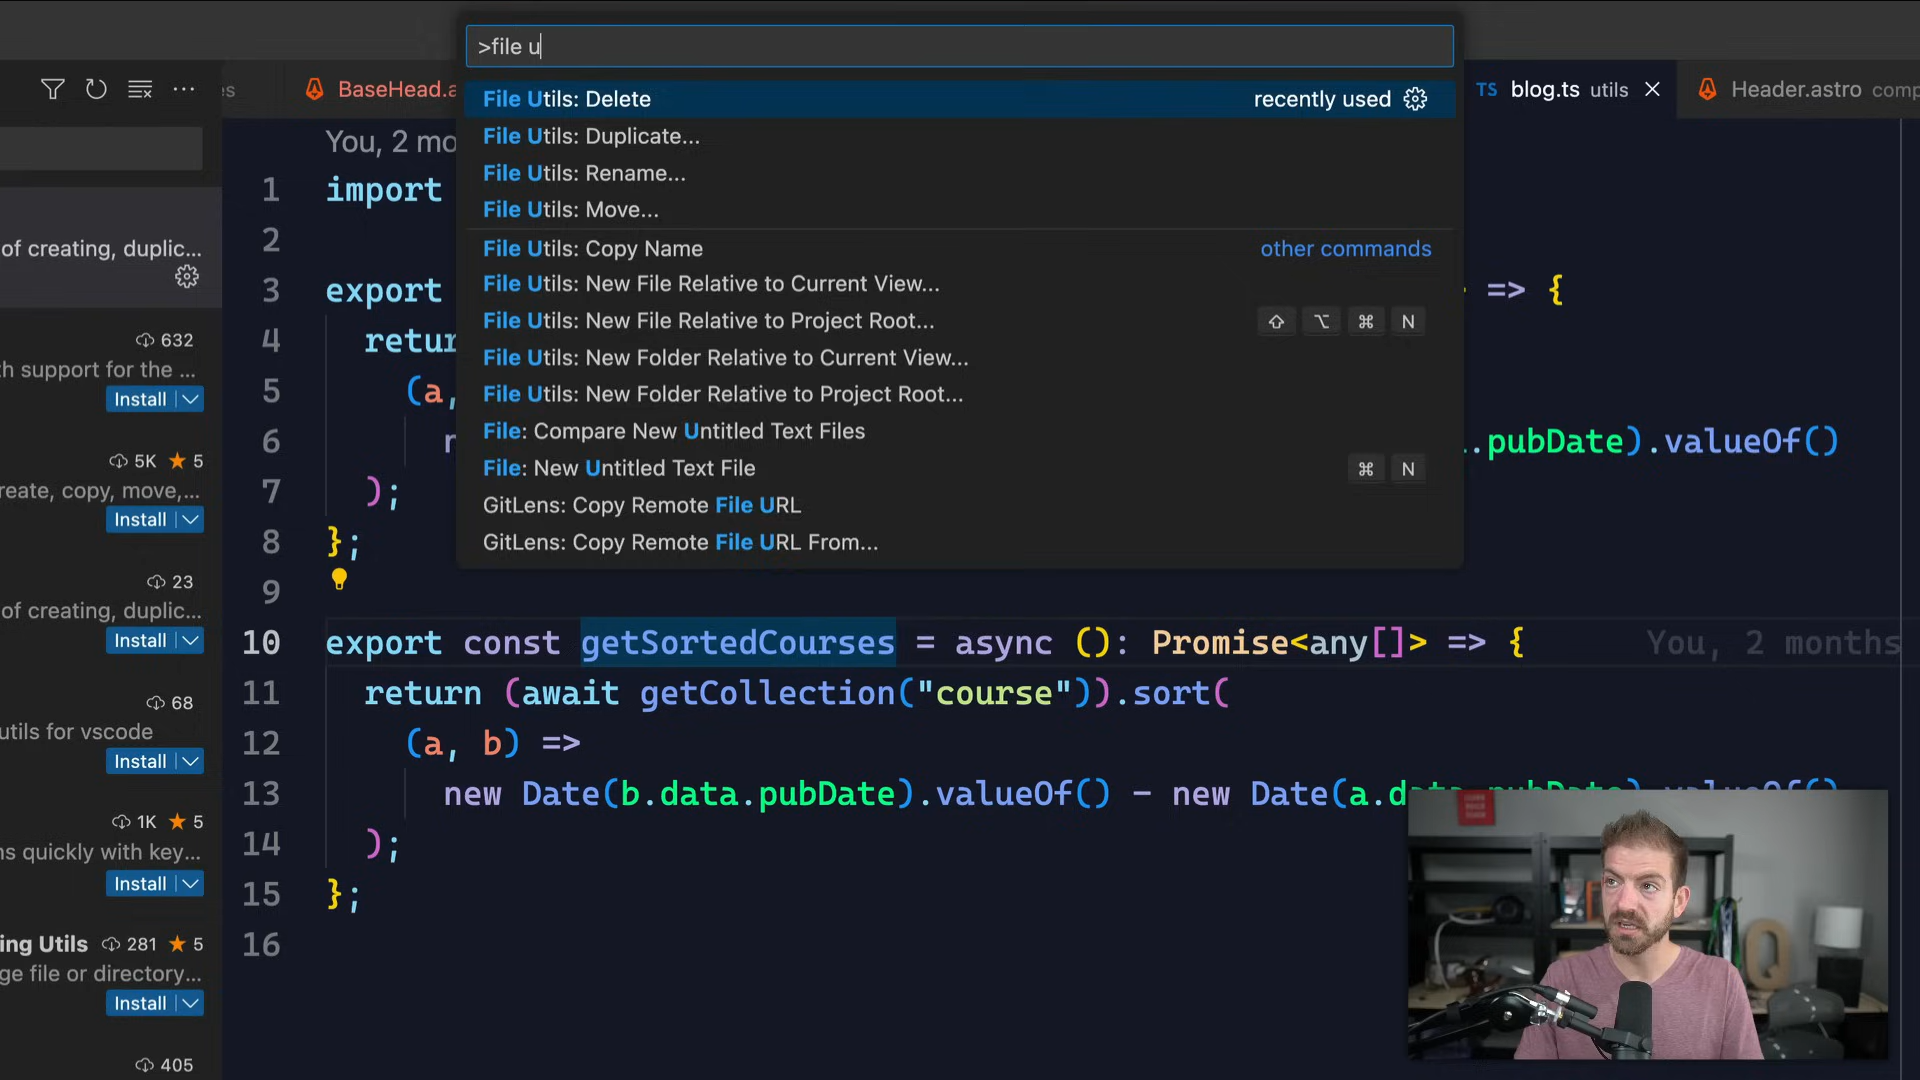 >file u
File Utils: Delete
recently used
File Utils: Duplicate...
File Utils: Rename...
File Utils: Move...
File Utils: Copy Name
other commands
File Utils: New File Relative to Current View...
File Utils: New File Relative to Project Root...
⇧ ⌥ ⌘ N
File Utils: New Folder Relative to Current View...
File Utils: New Folder Relative to Project Root...
File: Compare New Untitled Text Files
File: New Untitled Text File
⌘ N
GitLens: Copy Remote File URL
GitLens: Copy Remote File URL From...
es
BaseHead.a
TS blog.ts utils
Header.astro comp
of creating, duplic...
632
th support for the ...
Install
5K ★ 5
reate, copy, move,...
Install
23
of creating, duplic...
Install
68
utils for vscode
Install
1K ★ 5
ns quickly with key...
Install
ing Utils 281 ★ 5
ge file or directory...
Install
405
You, 2 mo
1 import
2
3 export => {
4 retur
5 (a,
6 .pubDate).valueOf()
7 );
8 };
9
10 export const getSortedCourses = async (): Promise<any[]> => { You, 2 months
11 return (await getCollection("course")).sort(
12 (a, b) =>
13 new Date(b.data.pubDate).valueOf() - new Date(a.data.pubDate).valueOf()
14 );
15 };
16